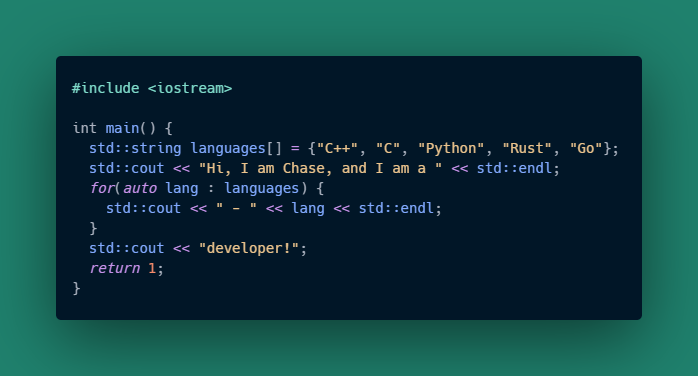 #include <iostream>

int main() {
  std::string languages[] = {"C++", "C", "Python", "Rust", "Go"};
  std::cout << "Hi, I am Chase, and I am a " << std::endl;
  for(auto lang : languages) {
    std::cout << " - " << lang << std::endl;
  }
  std::cout << "developer!";
  return 1;
}